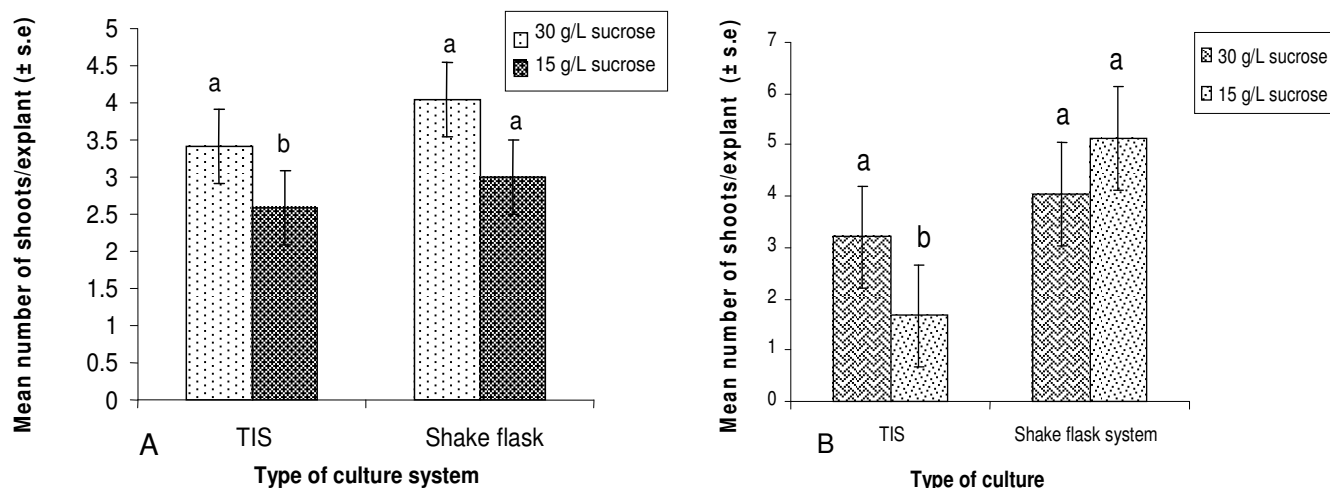 Mean number of shoots/explant (± s.e)
5
4.5
4
3.5
3
2.5
2
1.5
1
0.5
0
a
b
a
a
30 g/L sucrose
15 g/L sucrose
TIS
Shake flask
A
Type of culture system
Mean number of shoots/explant (± s.e)
7
6
5
4
3
2
1
0
a
b
a
a
30 g/L sucrose
15 g/L sucrose
TIS
Shake flask system
B
Type of culture